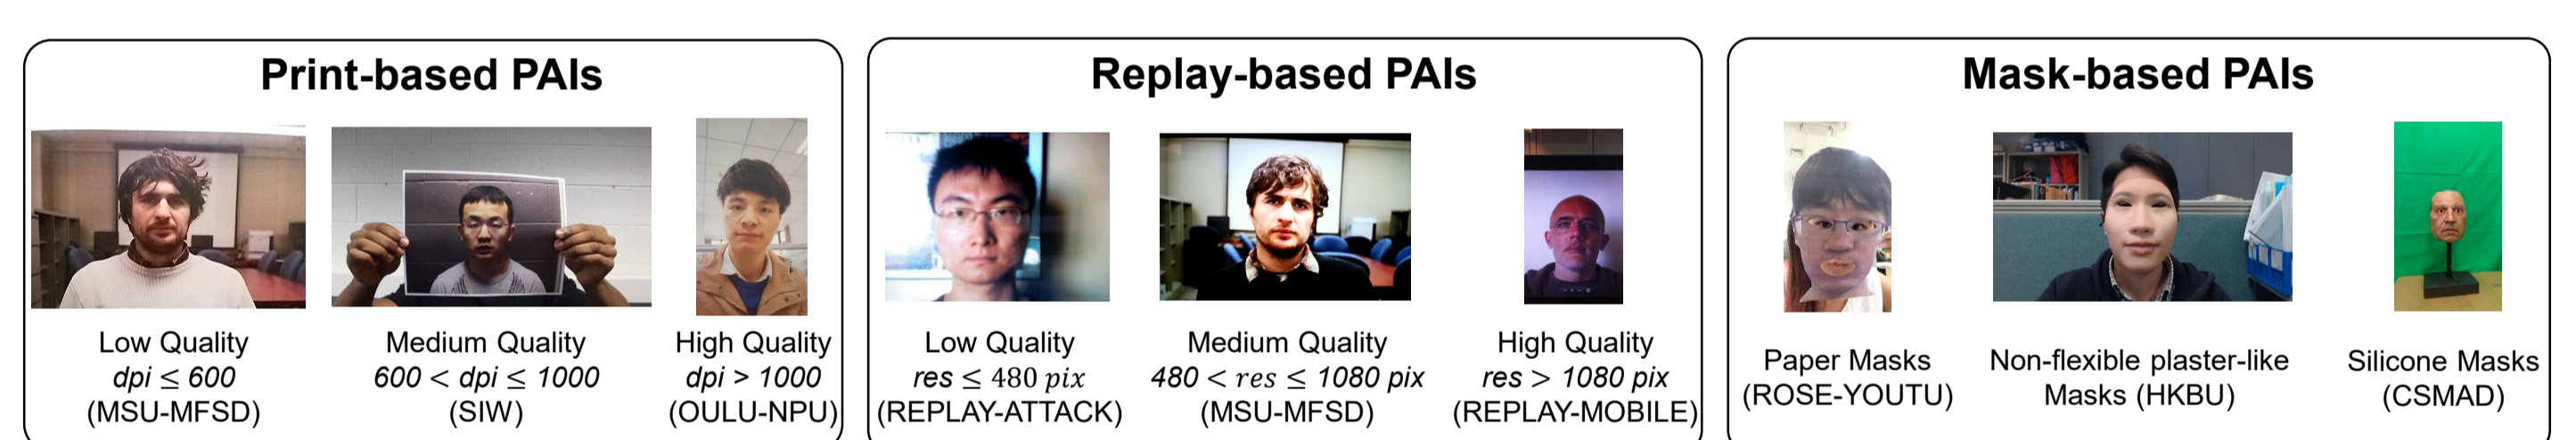 Print-based PAIs
Low Quality
dpi ≤ 600
(MSU-MFSD)
Medium Quality
600 < dpi ≤ 1000
(SIW)
High Quality
dpi > 1000
(OULU-NPU)
Replay-based PAIs
Low Quality
res ≤ 480 pix
(REPLAY-ATTACK)
Medium Quality
480 < res ≤ 1080 pix
(MSU-MFSD)
High Quality
res > 1080 pix
(REPLAY-MOBILE)
Mask-based PAIs
Paper Masks
(ROSE-YOUTU)
Non-flexible plaster-like
Masks (HKBU)
Silicone Masks
(CSMAD)